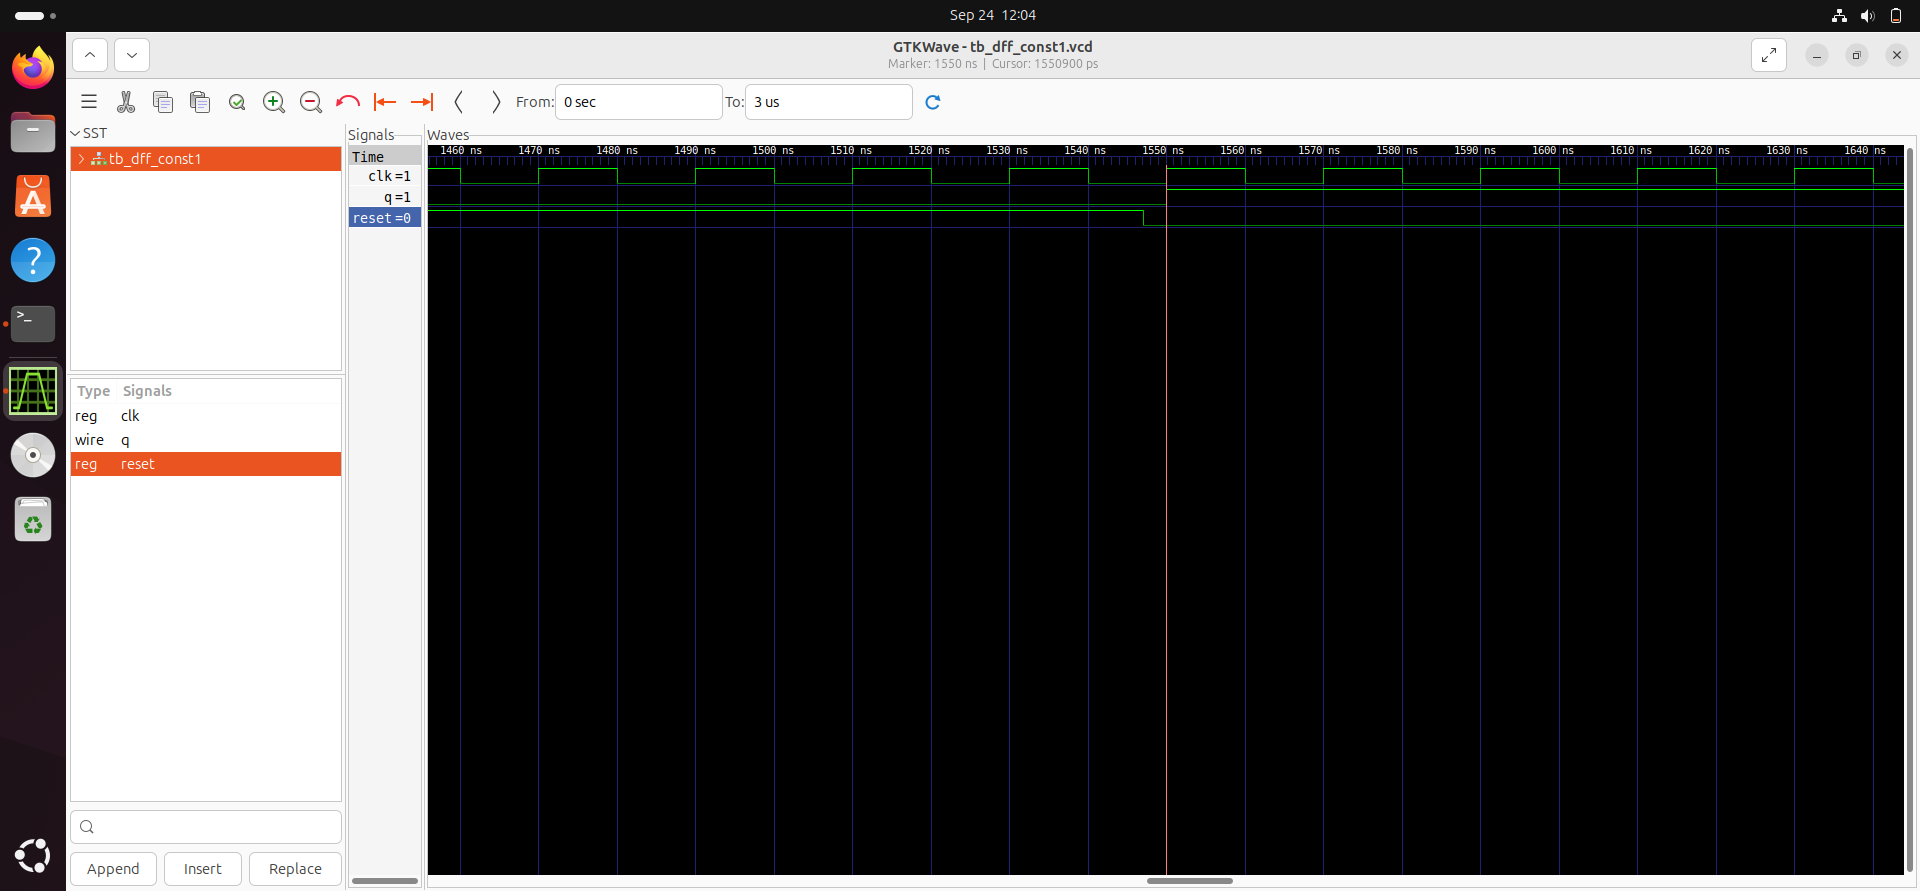 Sep 24 12:04
GTKWave - tb_dff_const1.vcd
Marker: 1550 ns | Cursor: 1550900 ps
From: 0 sec To: 3 us
SST
tb_dff_const1
Type Signals
reg clk
wire q
reg reset
Append Insert Replace
Signals
Time
clk =1
q =1
reset =0
Waves
1460 ns 1470 ns 1480 ns 1490 ns 1500 ns 1510 ns 1520 ns 1530 ns 1540 ns 1550 ns 1560 ns 1570 ns 1580 ns 1590 ns 1600 ns 1610 ns 1620 ns 1630 ns 1640 ns